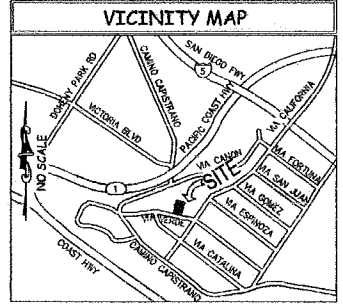 VICINITY MAP
DOHENY PARK RD
CAMINO CAPISTRANO
SAN DIEGO FWY
5
VICTORIA BLVD
PACIFIC COAST HWY
VIA CALIFORNIA
NO SCALE
VIA CANON
VIA FORTUNA
SITE
VIA SAN JUAN
1
VIA GOMEZ
VIA VERDE
VIA ESPINOZA
COAST HWY
CAMINO CAPISTRANO
VIA CATALINA